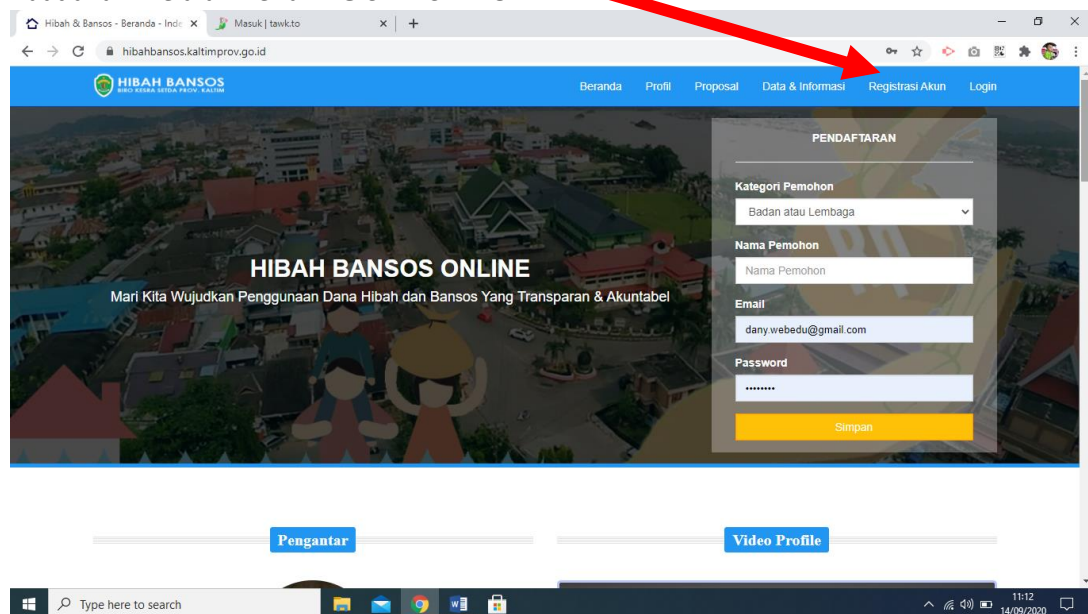 Hibah & Bansos - Beranda - Inde
Masuk | tawk.to
hibahbansos.kaltimprov.go.id
HIBAH BANSOS
BIRO KESRA SETDA PROV. KALTIM
Beranda Profil Proposal Data & Informasi Registrasi Akun Login
PENDAFTARAN
Kategori Pemohon
Badan atau Lembaga
Nama Pemohon
Nama Pemohon
Email
dany.webedu@gmail.com
Password
Simpan
HIBAH BANSOS ONLINE
Mari Kita Wujudkan Penggunaan Dana Hibah dan Bansos Yang Transparan & Akuntabel
Pengantar
Video Profile
Type here to search
11:12
14/09/2020